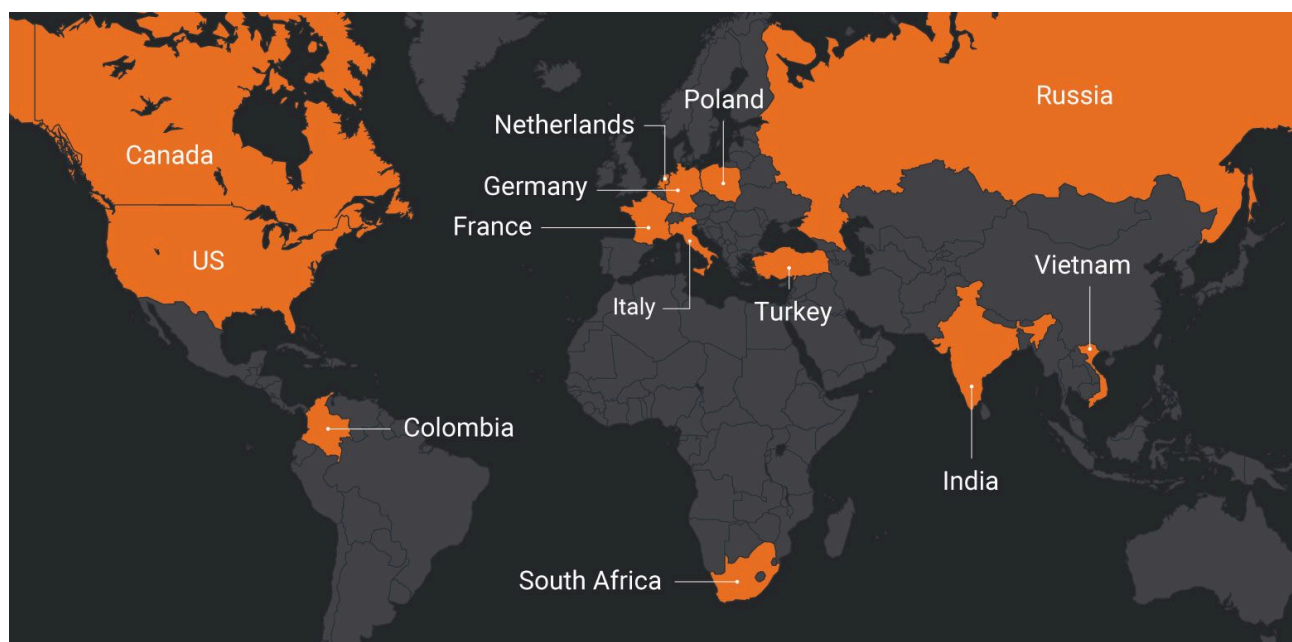 Poland
Russia
Netherlands
Canada
Germany
France
US
Vietnam
Italy
Turkey
Colombia
India
South Africa